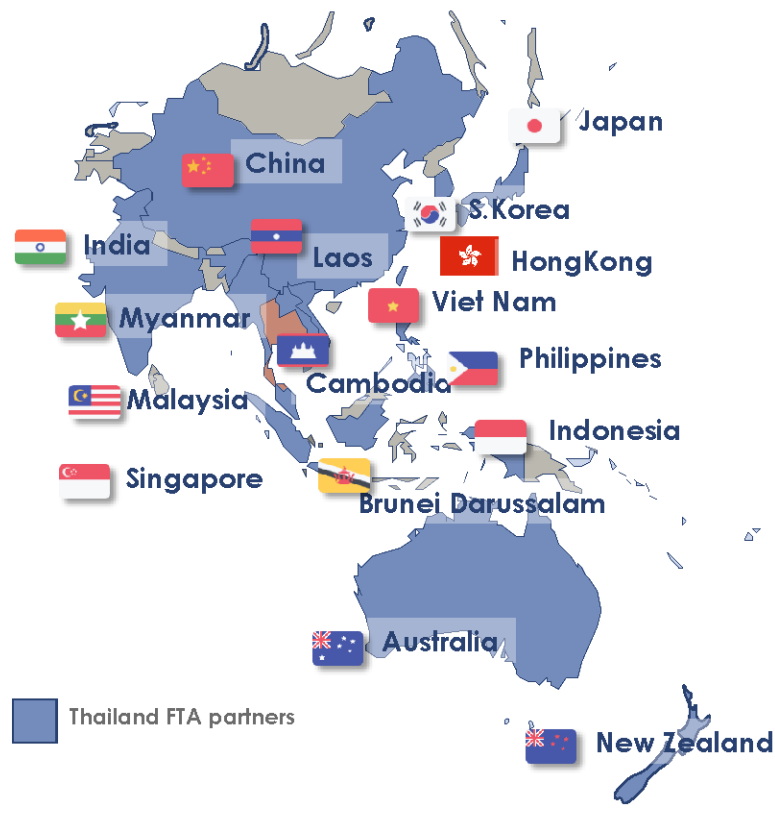 Japan
China
S.Korea
India
Laos
HongKong
Viet Nam
Myanmar
Philippines
Cambodia
Malaysia
Indonesia
Singapore
Brunei Darussalam
Australia
Thailand FTA partners
New Zealand